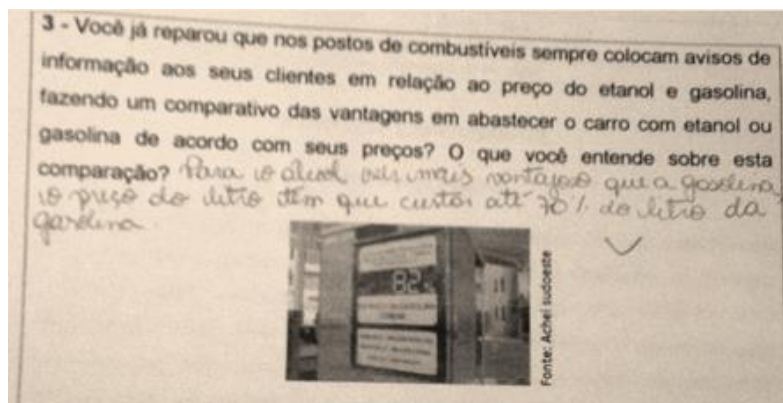 3 - Você já reparou que nos postos de combustíveis sempre colocam avisos de
informação aos seus clientes em relação ao preço do etanol e gasolina,
fazendo um comparativo das vantagens em abastecer o carro com etanol ou
gasolina de acordo com seus preços? O que você entende sobre esta
comparação? Para o álcool mais vantajoso que a gasolina
o preço do litro tem que custar até 70% do litro da
gasolina
82
Fonte: Achei sudoeste